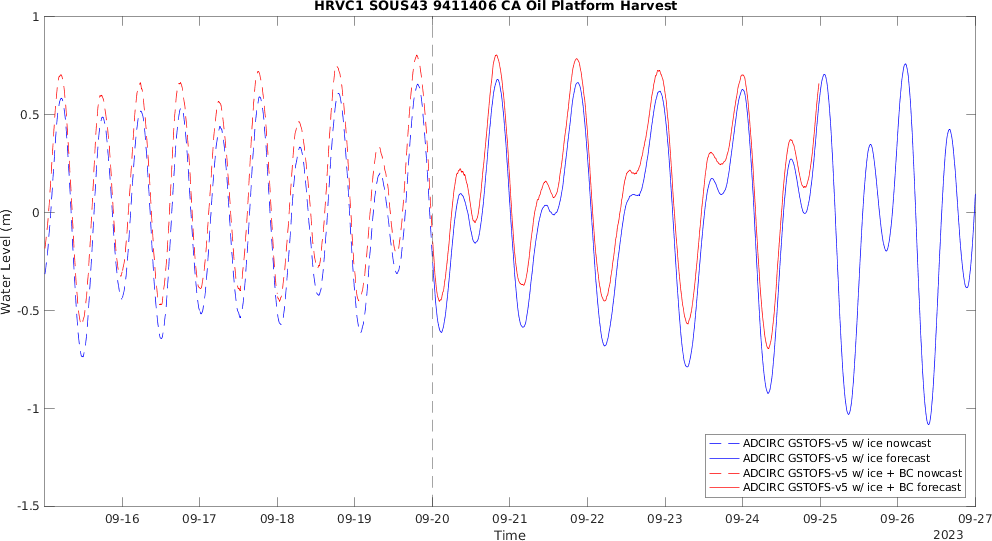 HRVC1 SOUS43 9411406 CA Oil Platform Harvest
1
0.5
0
-0.5
-1
-1.5
Water Level (m)
09-16 09-17 09-18 09-19 09-20 09-21 09-22 09-23 09-24 09-25 09-26 09-27
Time
2023
ADCIRC GSTOFS-v5 w/ ice nowcast
ADCIRC GSTOFS-v5 w/ ice forecast
ADCIRC GSTOFS-v5 w/ ice + BC nowcast
ADCIRC GSTOFS-v5 w/ ice + BC forecast